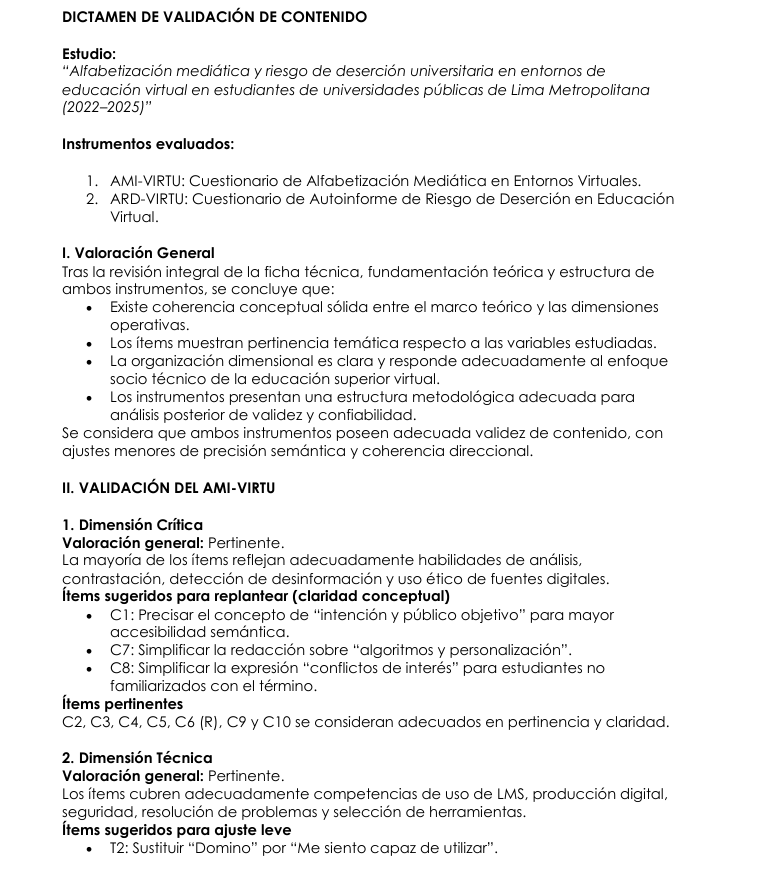 DICTAMEN DE VALIDACIÓN DE CONTENIDO
Estudio:
“Alfabetización mediática y riesgo de deserción universitaria en entornos de
educación virtual en estudiantes de universidades públicas de Lima Metropolitana
(2022–2025)”
Instrumentos evaluados:
1. AMI-VIRTU: Cuestionario de Alfabetización Mediática en Entornos Virtuales.
2. ARD-VIRTU: Cuestionario de Autoinforme de Riesgo de Deserción en Educación
Virtual.
I. Valoración General
Tras la revisión integral de la ficha técnica, fundamentación teórica y estructura de
ambos instrumentos, se concluye que:
• Existe coherencia conceptual sólida entre el marco teórico y las dimensiones
operativas.
• Los ítems muestran pertinencia temática respecto a las variables estudiadas.
• La organización dimensional es clara y responde adecuadamente al enfoque
socio técnico de la educación superior virtual.
• Los instrumentos presentan una estructura metodológica adecuada para
análisis posterior de validez y confiabilidad.
Se considera que ambos instrumentos poseen adecuada validez de contenido, con
ajustes menores de precisión semántica y coherencia direccional.
II. VALIDACIÓN DEL AMI-VIRTU
1. Dimensión Crítica
Valoración general: Pertinente.
La mayoría de los ítems reflejan adecuadamente habilidades de análisis,
contrastación, detección de desinformación y uso ético de fuentes digitales.
Ítems sugeridos para replantear (claridad conceptual)
• C1: Precisar el concepto de “intención y público objetivo” para mayor
accesibilidad semántica.
• C7: Simplificar la redacción sobre “algoritmos y personalización”.
• C8: Simplificar la expresión “conflictos de interés” para estudiantes no
familiarizados con el término.
Ítems pertinentes
C2, C3, C4, C5, C6 (R), C9 y C10 se consideran adecuados en pertinencia y claridad.
2. Dimensión Técnica
Valoración general: Pertinente.
Los ítems cubren adecuadamente competencias de uso de LMS, producción digital,
seguridad, resolución de problemas y selección de herramientas.
Ítems sugeridos para ajuste leve
• T2: Sustituir “Domino” por “Me siento capaz de utilizar”.